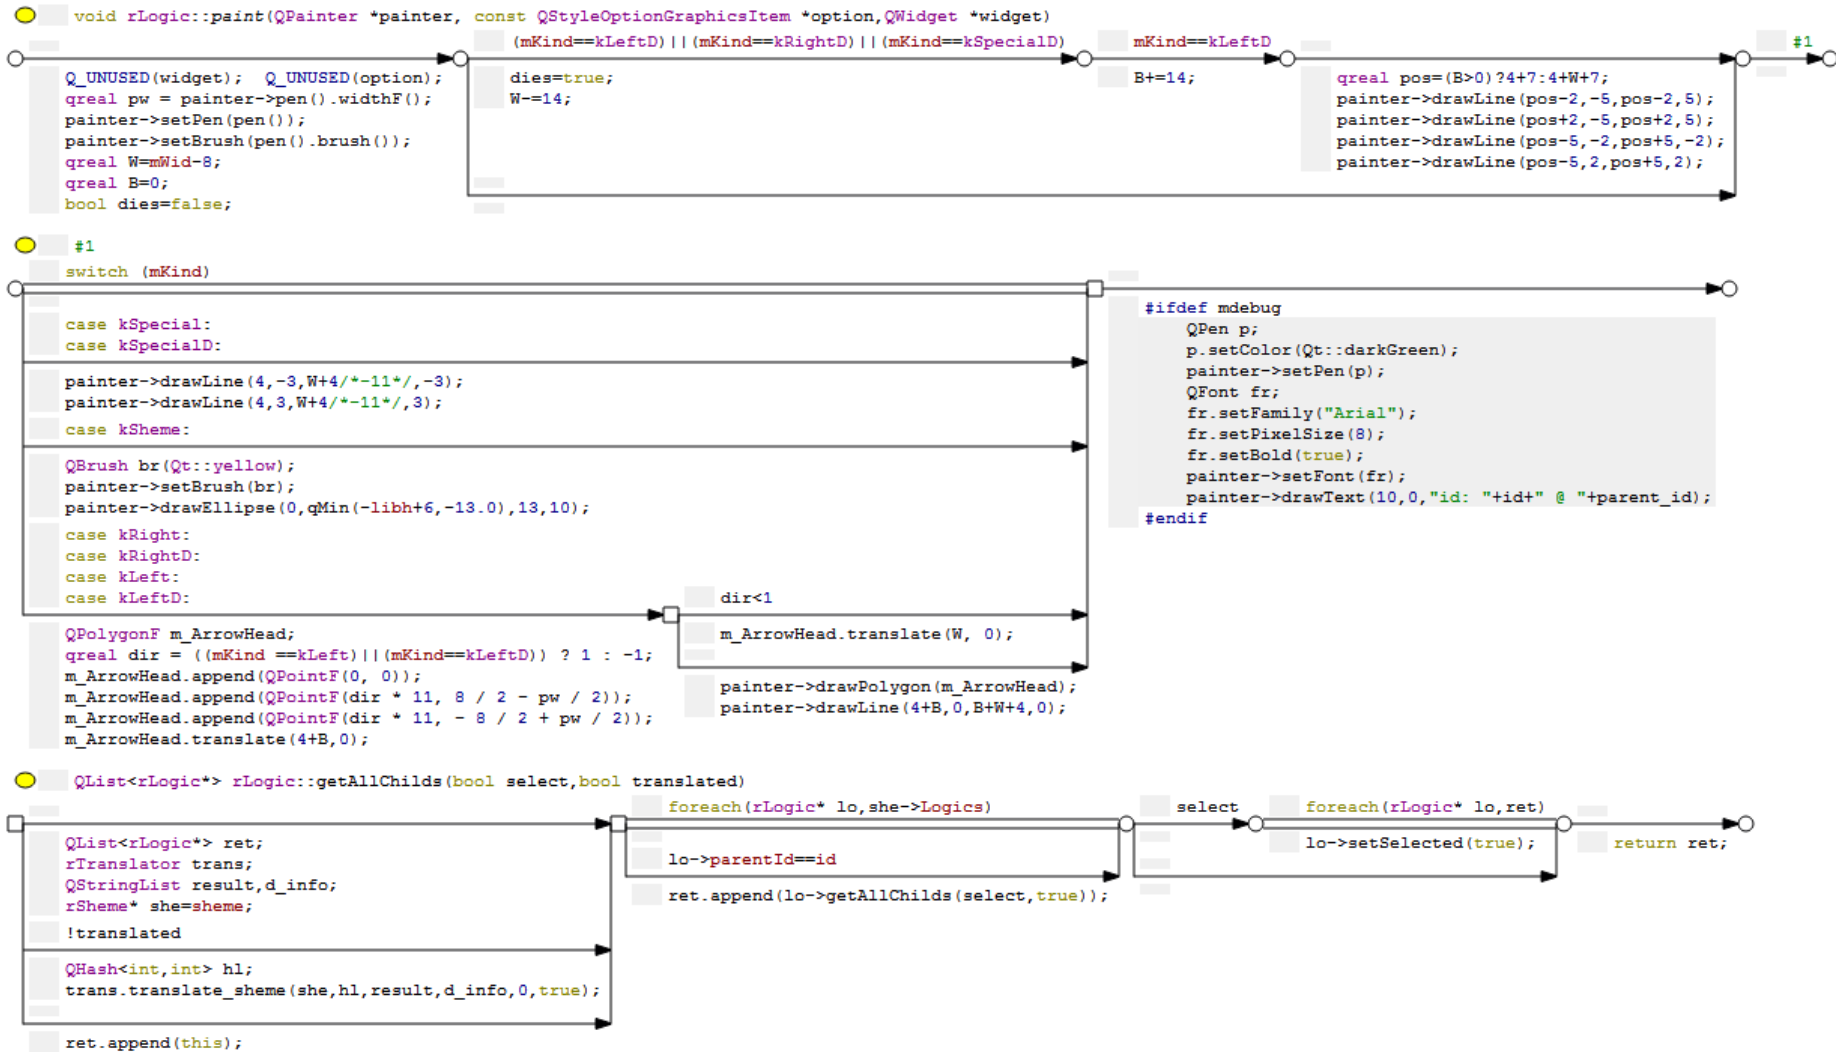 void rLogic::paint(QPainter *painter, const QStyleOptionGraphicsItem *option,QWidget *widget)
(mKind==kLeftD)||(mKind==kRightD)||(mKind==kSpecialD)
mKind==kLeftD
#1
Q_UNUSED(widget);  Q_UNUSED(option);
qreal pw = painter->pen().widthF();
painter->setPen(pen());
painter->setBrush(pen().brush());
qreal W=mWid-8;
qreal B=0;
bool dies=false;
dies=true;
W-=14;
B+=14;
qreal pos=(B>0)?4+7:4+W+7;
painter->drawLine(pos-2,-5,pos-2,5);
painter->drawLine(pos+2,-5,pos+2,5);
painter->drawLine(pos-5,-2,pos+5,-2);
painter->drawLine(pos-5,2,pos+5,2);
#1
switch (mKind)
case kSpecial:
case kSpecialD:
painter->drawLine(4,-3,W+4/*-11*/,-3);
painter->drawLine(4,3,W+4/*-11*/,3);
case kSheme:
QBrush br(Qt::yellow);
painter->setBrush(br);
painter->drawEllipse(0,qMin(-libh+6,-13.0),13,10);
case kRight:
case kRightD:
case kLeft:
case kLeftD:
QPolygonF m_ArrowHead;
qreal dir = ((mKind ==kLeft)||(mKind==kLeftD)) ? 1 : -1;
m_ArrowHead.append(QPointF(0, 0));
m_ArrowHead.append(QPointF(dir * 11, 8 / 2 - pw / 2));
m_ArrowHead.append(QPointF(dir * 11, - 8 / 2 + pw / 2));
m_ArrowHead.translate(4+B,0);
dir<1
m_ArrowHead.translate(W, 0);
painter->drawPolygon(m_ArrowHead);
painter->drawLine(4+B,0,B+W+4,0);
#ifdef mdebug
QPen p;
p.setColor(Qt::darkGreen);
painter->setPen(p);
QFont fr;
fr.setFamily("Arial");
fr.setPixelSize(8);
fr.setBold(true);
painter->setFont(fr);
painter->drawText(10,0,"id: "+id+" @ "+parent_id);
#endif
QList<rLogic*> rLogic::getAllChilds(bool select,bool translated)
QList<rLogic*> ret;
rTranslator trans;
QStringList result,d_info;
rSheme* she=sheme;
!translated
QHash<int,int> hl;
trans.translate_sheme(she,hl,result,d_info,0,true);
ret.append(this);
foreach(rLogic* lo,she->Logics)
lo->parentId==id
ret.append(lo->getAllChilds(select,true));
select
foreach(rLogic* lo,ret)
lo->setSelected(true);
return ret;